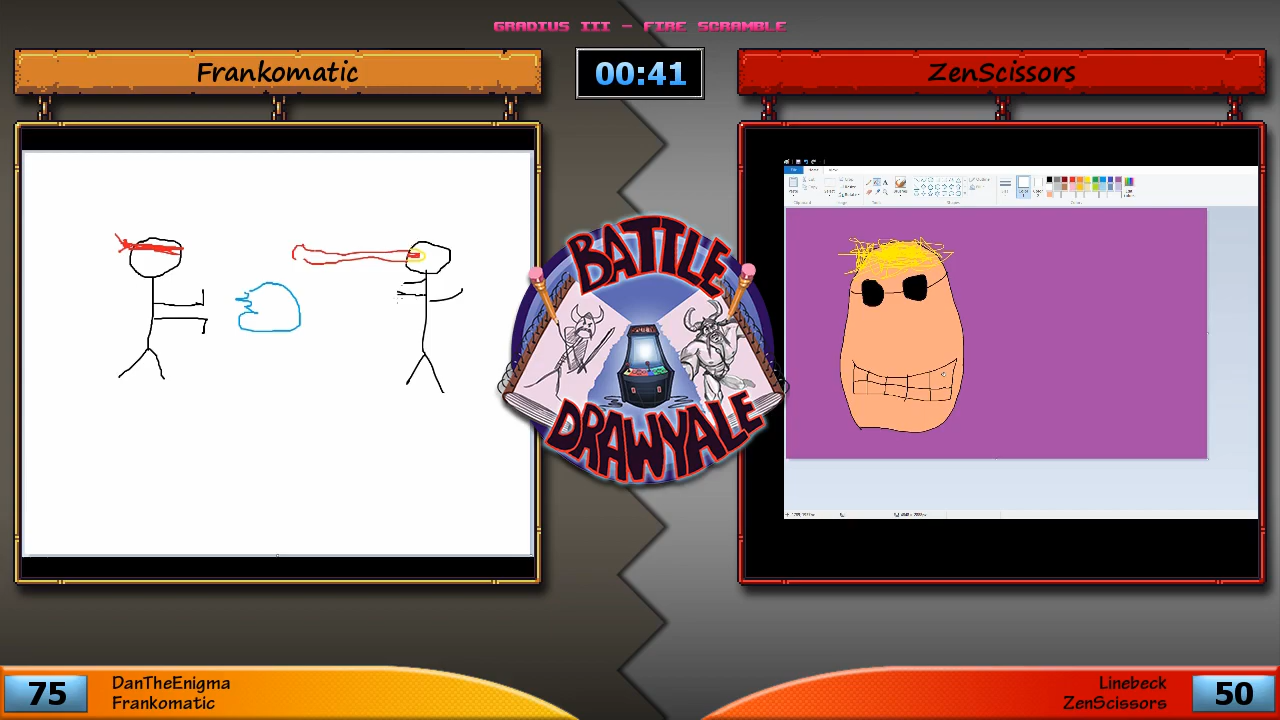 GRADIUS III - FIRE SCRAMBLE
Frankomatic
00:41
ZenScissors
BATTLE
DRAWYALE
75
DanTheEnigma
Frankomatic
Linebeck
ZenScissors
50